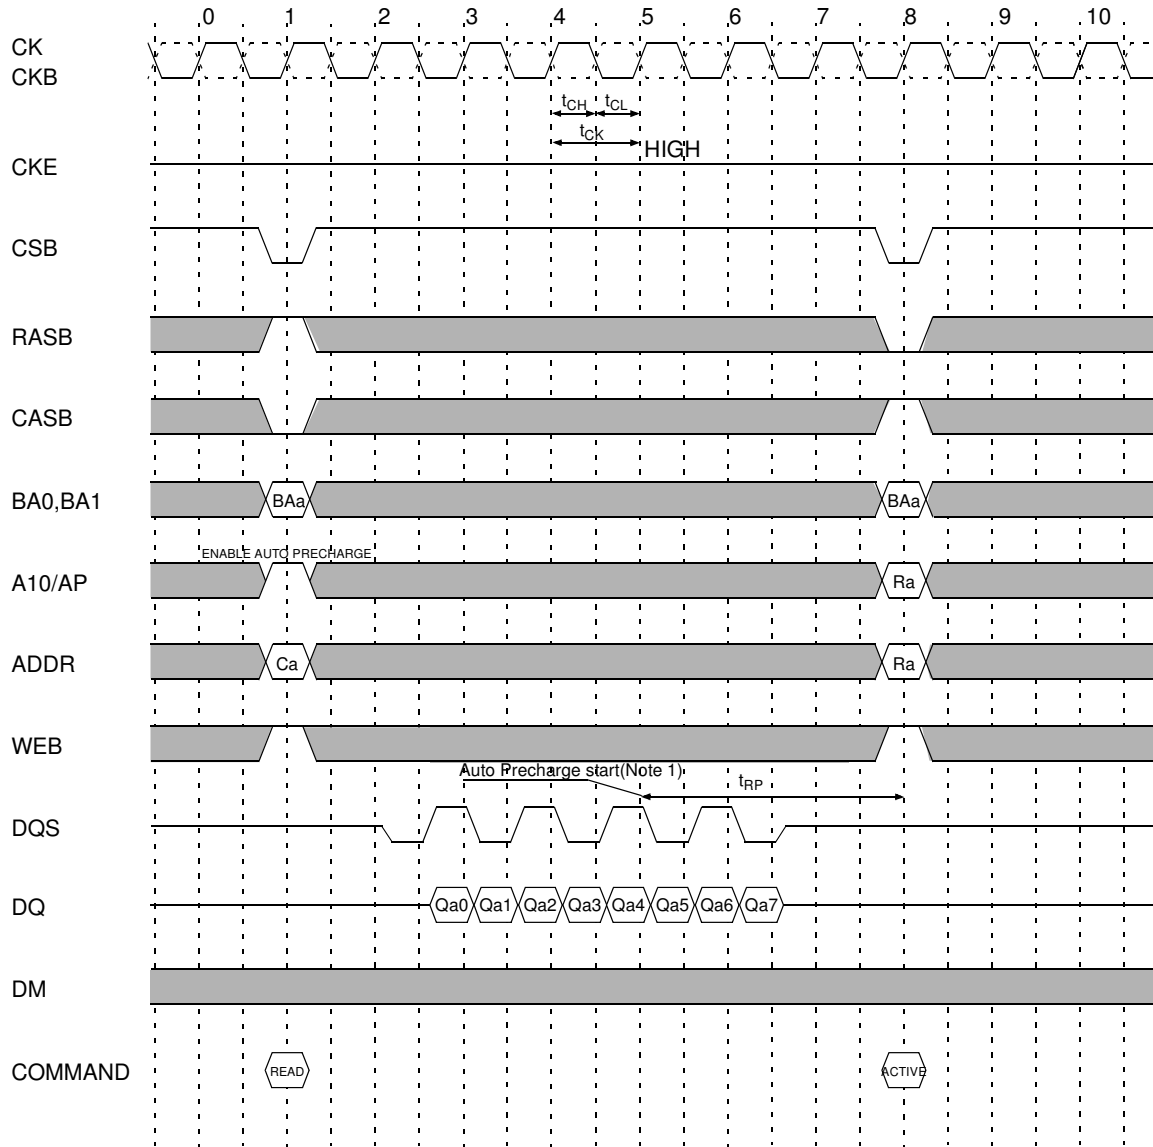 0 1 2 3 4 5 6 7 8 9 10
CK
CKB
tCH tCL
tCK
HIGH
CKE
CSB
RASB
CASB
BA0,BA1 BAa BAa
ENABLE AUTO PRECHARGE
A10/AP Ra
ADDR Ca Ra
WEB
Auto Precharge start(Note 1)
tRP
DQS
DQ Qa0 Qa1 Qa2 Qa3 Qa4 Qa5 Qa6 Qa7
DM
COMMAND READ ACTIVE